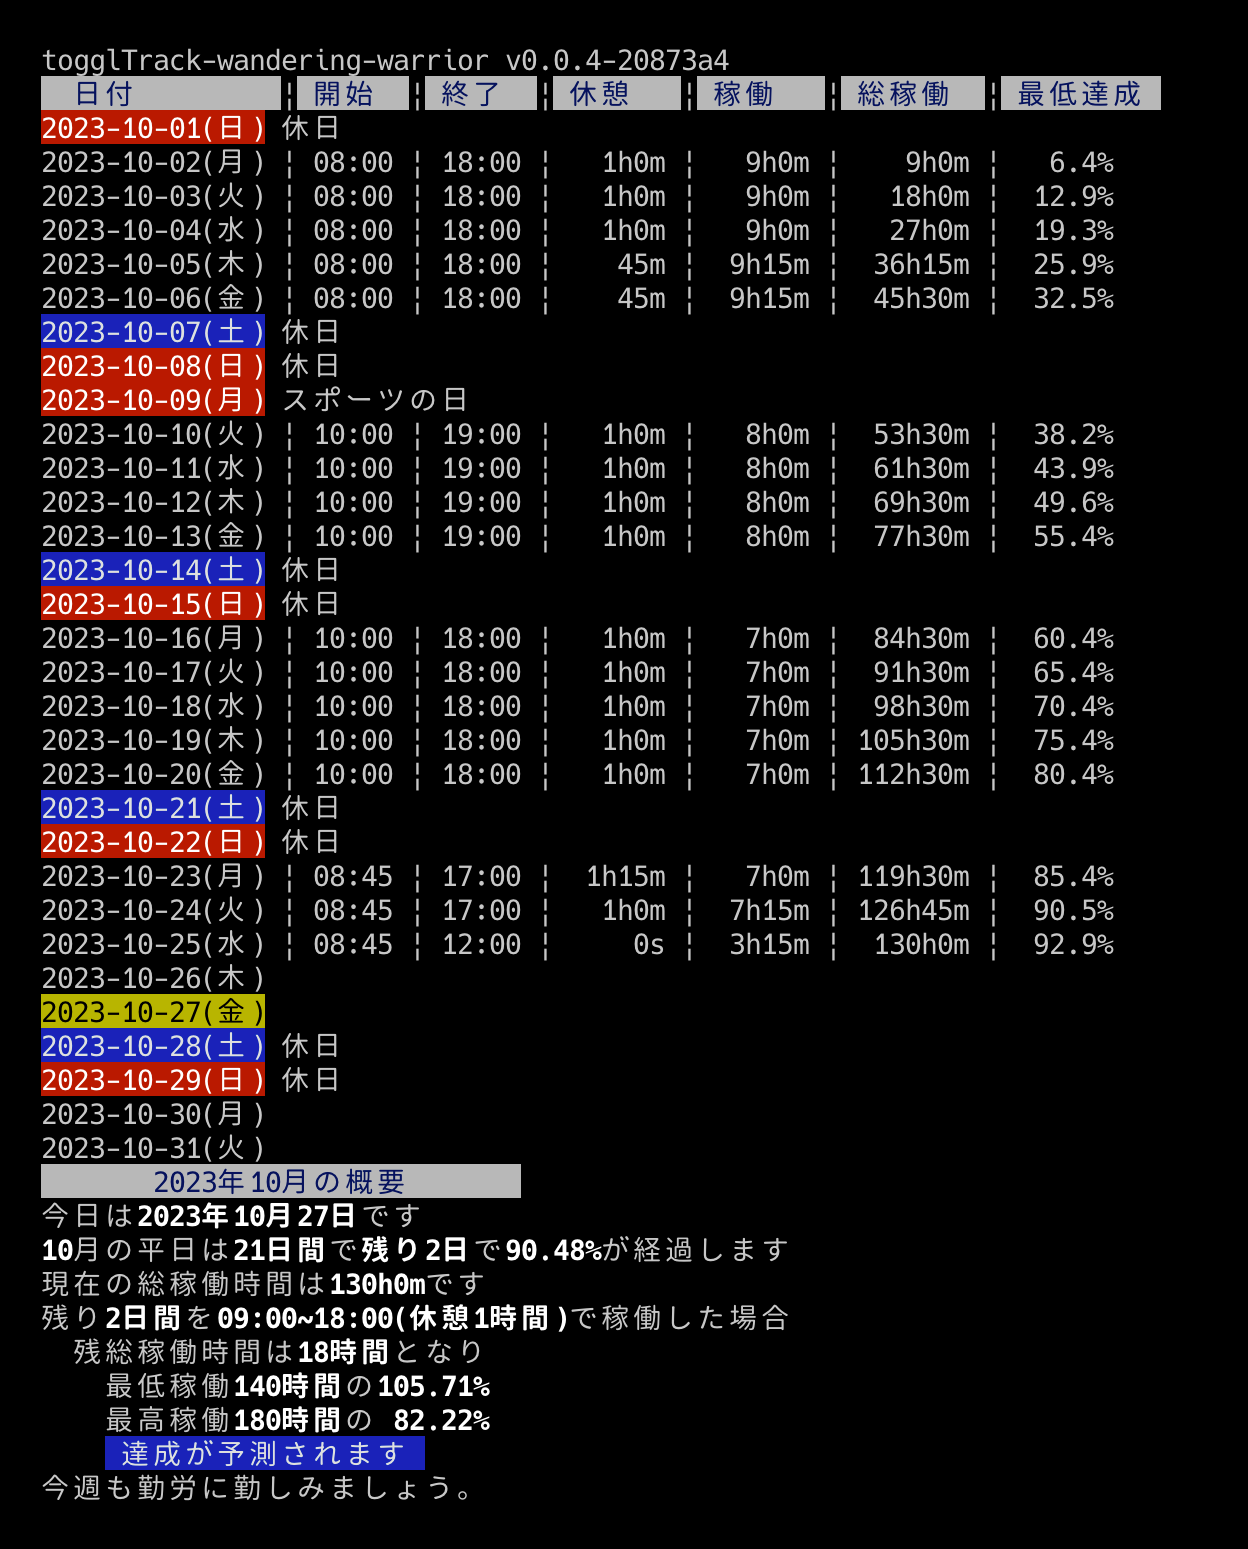 togglTrack-wandering-warrior v0.0.4-20873a4
日付 ¦ 開始 ¦ 終了 ¦ 休憩 ¦ 稼働 ¦ 総稼働 ¦ 最低達成
2023-10-01(日) 休日
2023-10-02(月) ¦ 08:00 ¦ 18:00 ¦ 1h0m ¦ 9h0m ¦ 9h0m ¦ 6.4%
2023-10-03(火) ¦ 08:00 ¦ 18:00 ¦ 1h0m ¦ 9h0m ¦ 18h0m ¦ 12.9%
2023-10-04(水) ¦ 08:00 ¦ 18:00 ¦ 1h0m ¦ 9h0m ¦ 27h0m ¦ 19.3%
2023-10-05(木) ¦ 08:00 ¦ 18:00 ¦ 45m ¦ 9h15m ¦ 36h15m ¦ 25.9%
2023-10-06(金) ¦ 08:00 ¦ 18:00 ¦ 45m ¦ 9h15m ¦ 45h30m ¦ 32.5%
2023-10-07(土) 休日
2023-10-08(日) 休日
2023-10-09(月) スポーツの日
2023-10-10(火) ¦ 10:00 ¦ 19:00 ¦ 1h0m ¦ 8h0m ¦ 53h30m ¦ 38.2%
2023-10-11(水) ¦ 10:00 ¦ 19:00 ¦ 1h0m ¦ 8h0m ¦ 61h30m ¦ 43.9%
2023-10-12(木) ¦ 10:00 ¦ 19:00 ¦ 1h0m ¦ 8h0m ¦ 69h30m ¦ 49.6%
2023-10-13(金) ¦ 10:00 ¦ 19:00 ¦ 1h0m ¦ 8h0m ¦ 77h30m ¦ 55.4%
2023-10-14(土) 休日
2023-10-15(日) 休日
2023-10-16(月) ¦ 10:00 ¦ 18:00 ¦ 1h0m ¦ 7h0m ¦ 84h30m ¦ 60.4%
2023-10-17(火) ¦ 10:00 ¦ 18:00 ¦ 1h0m ¦ 7h0m ¦ 91h30m ¦ 65.4%
2023-10-18(水) ¦ 10:00 ¦ 18:00 ¦ 1h0m ¦ 7h0m ¦ 98h30m ¦ 70.4%
2023-10-19(木) ¦ 10:00 ¦ 18:00 ¦ 1h0m ¦ 7h0m ¦ 105h30m ¦ 75.4%
2023-10-20(金) ¦ 10:00 ¦ 18:00 ¦ 1h0m ¦ 7h0m ¦ 112h30m ¦ 80.4%
2023-10-21(土) 休日
2023-10-22(日) 休日
2023-10-23(月) ¦ 08:45 ¦ 17:00 ¦ 1h15m ¦ 7h0m ¦ 119h30m ¦ 85.4%
2023-10-24(火) ¦ 08:45 ¦ 17:00 ¦ 1h0m ¦ 7h15m ¦ 126h45m ¦ 90.5%
2023-10-25(水) ¦ 08:45 ¦ 12:00 ¦ 0s ¦ 3h15m ¦ 130h0m ¦ 92.9%
2023-10-26(木)
2023-10-27(金)
2023-10-28(土) 休日
2023-10-29(日) 休日
2023-10-30(月)
2023-10-31(火)
2023年10月の概要
今日は2023年10月27日です
10月の平日は21日間で残り2日で90.48%が経過します
現在の総稼働時間は130h0mです
残り2日間を09:00~18:00(休憩1時間)で稼働した場合
残総稼働時間は18時間となり
最低稼働140時間の105.71%
最高稼働180時間の 82.22%
達成が予測されます
今週も勤労に勤しみましょう。